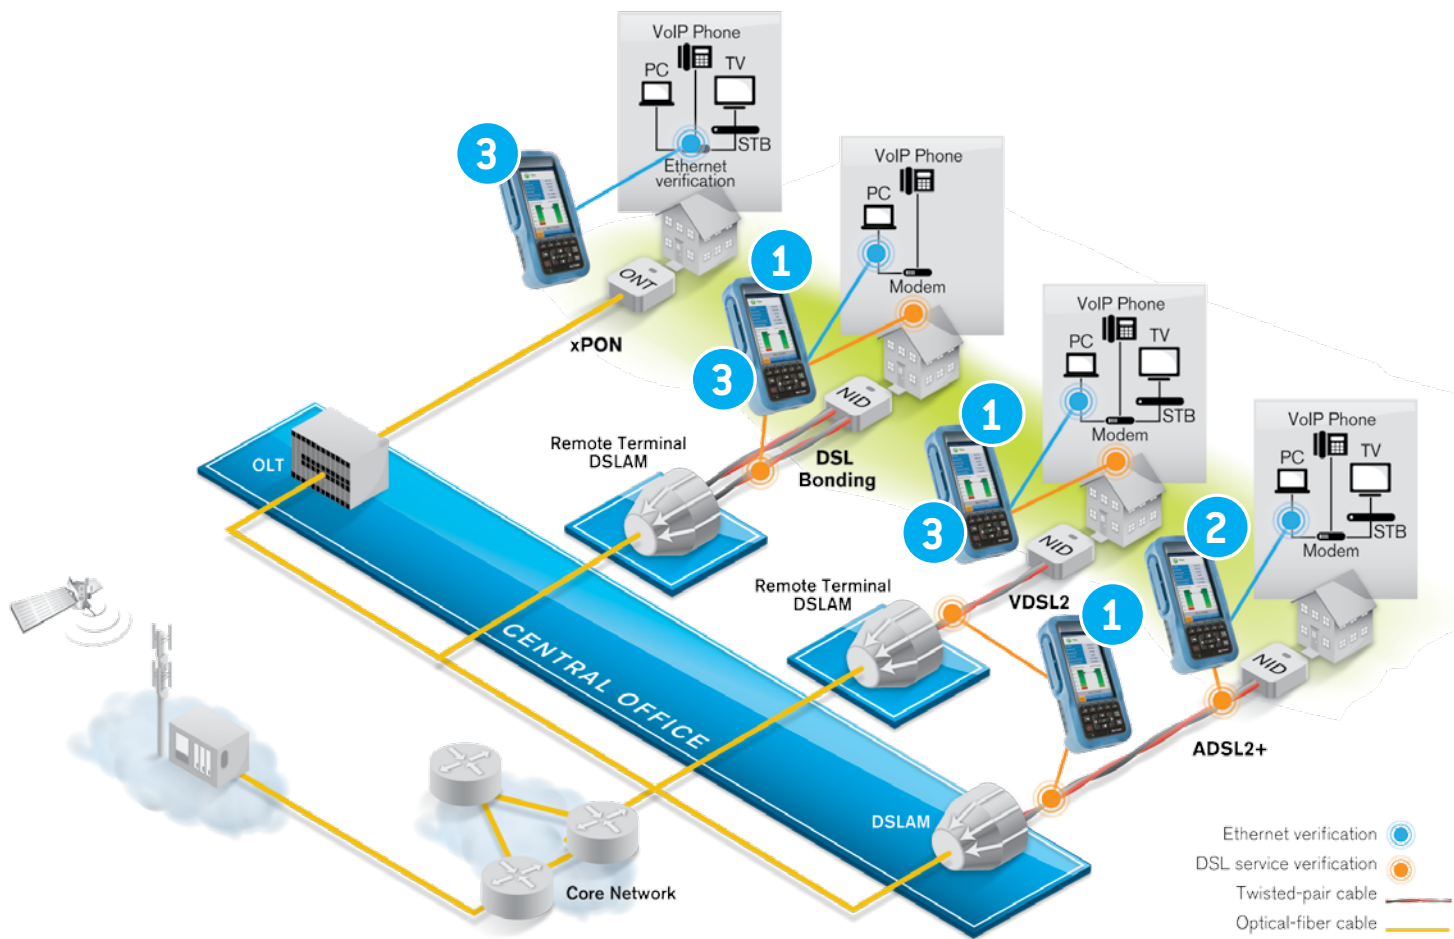 VoIP Phone
PC
TV
STB
Ethernet
verification
3
ONT
xPON
VoIP Phone
PC
Modem
1
3
NID
DSL
Bonding
Remote Terminal
DSLAM
OLT
VoIP Phone
PC
TV
STB
Modem
1
3
NID
VDSL2
Remote Terminal
DSLAM
VoIP Phone
PC
TV
STB
Modem
2
1
NID
ADSL2+
CENTRAL OFFICE
DSLAM
Core Network
Ethernet verification
DSL service verification
Twisted-pair cable
Optical-fiber cable